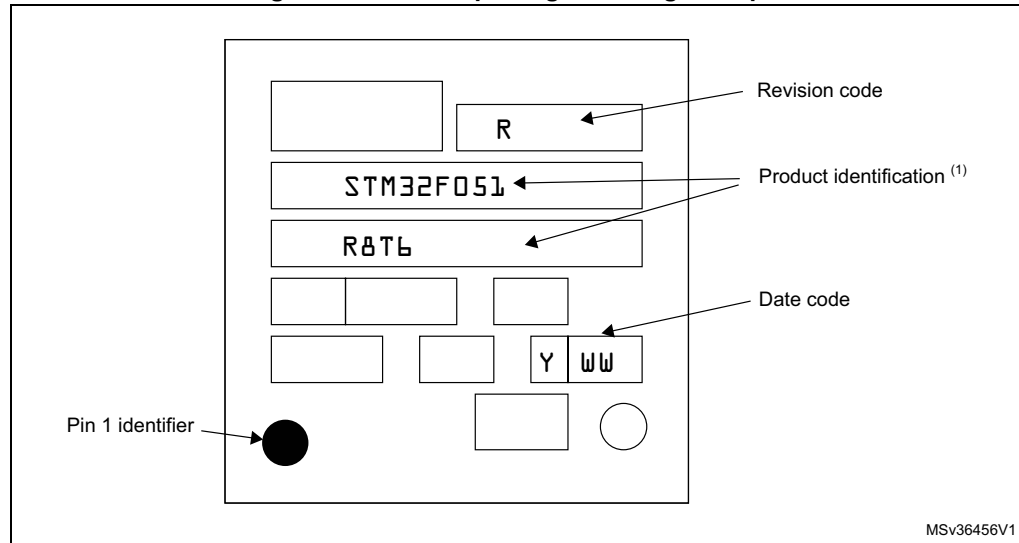 Revision code
R
STM32F051
Product identification (1)
R8T6
Date code
Y WW
Pin 1 identifier
MSv36456V1